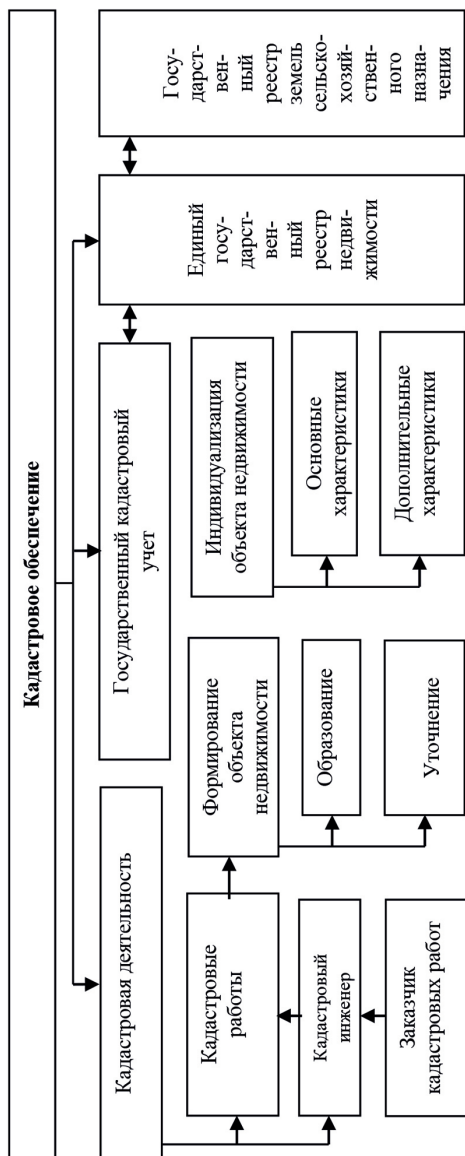 Кадастровое обеспечение
Кадастровая деятельность
Государственный кадастровый
учет
Единый
госу-
дарст-
вен-
ный
реестр
недви-
жимости
Госу-
дарст-
вен-
ный
реестр
земель
сельско-
хозяй-
ствен-
ного
назна-
чения
Кадастровые
работы
Кадастровый
инженер
Заказчик
кадастровых работ
Формирование
объекта
недвижимости
Образование
Уточнение
Индивидуализация
объекта недвижимости
Основные
характеристики
Дополнительные
характеристики